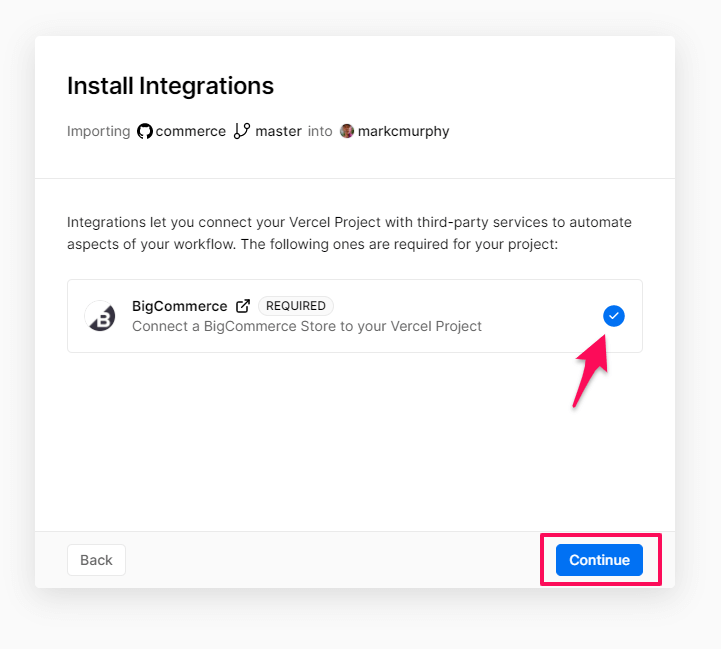 Install Integrations
Importing commerce master into markcmurphy
Integrations let you connect your Vercel Project with third-party services to automate
aspects of your workflow. The following ones are required for your project:
BigCommerce REQUIRED
Connect a BigCommerce Store to your Vercel Project
Back
Continue